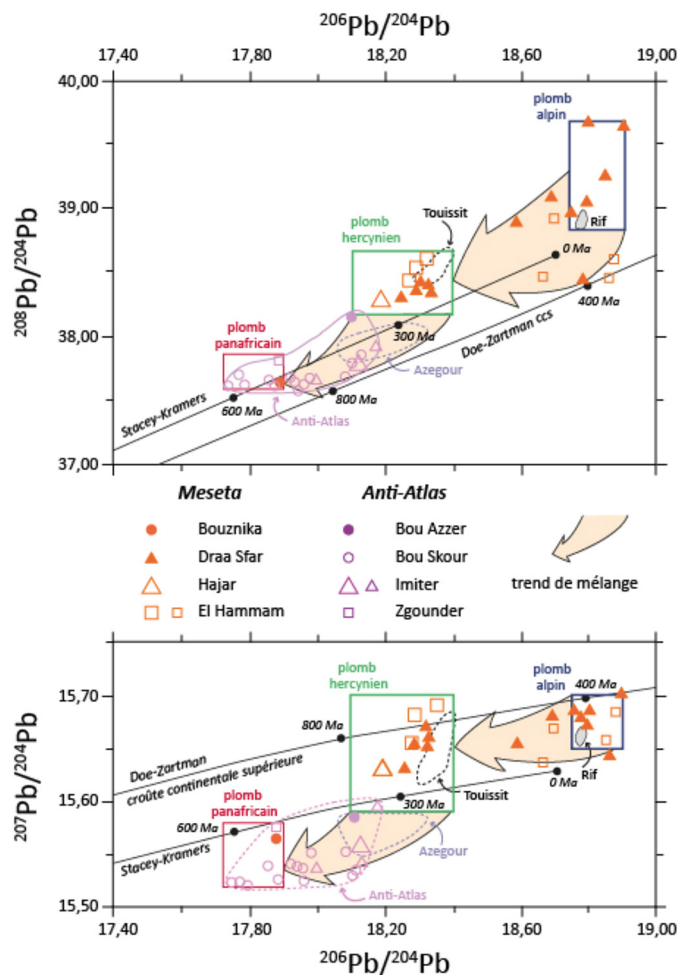 206Pb/204Pb
17,40 17,80 18,20 18,60 19,00
40,00
39,00
38,00
37,00
208Pb/204Pb
plomb
alpin
plomb
hercynien
Touissit
Rif
0 Ma
400 Ma
300 Ma
Doe-Zartman ccs
plomb
panafricain
Azegour
800 Ma
600 Ma
Stacey-Kramers
Anti-Atlas
Meseta Anti-Atlas
Bouznika Bou Azzer
Draa Sfar Bou Skour
Hajar Imiter
El Hammam Zgounder
trend de mélange
15,70
15,60
15,50
207Pb/204Pb
plomb
hercynien
plomb
alpin
400 Ma
800 Ma
Doe-Zartman
croûte continentale supérieure
Rif
0 Ma
Touissit
plomb
panafricain
300 Ma
600 Ma
Stacey-Kramers
Azegour
Anti-Atlas
17,40 17,80 18,20 18,60 19,00
206Pb/204Pb